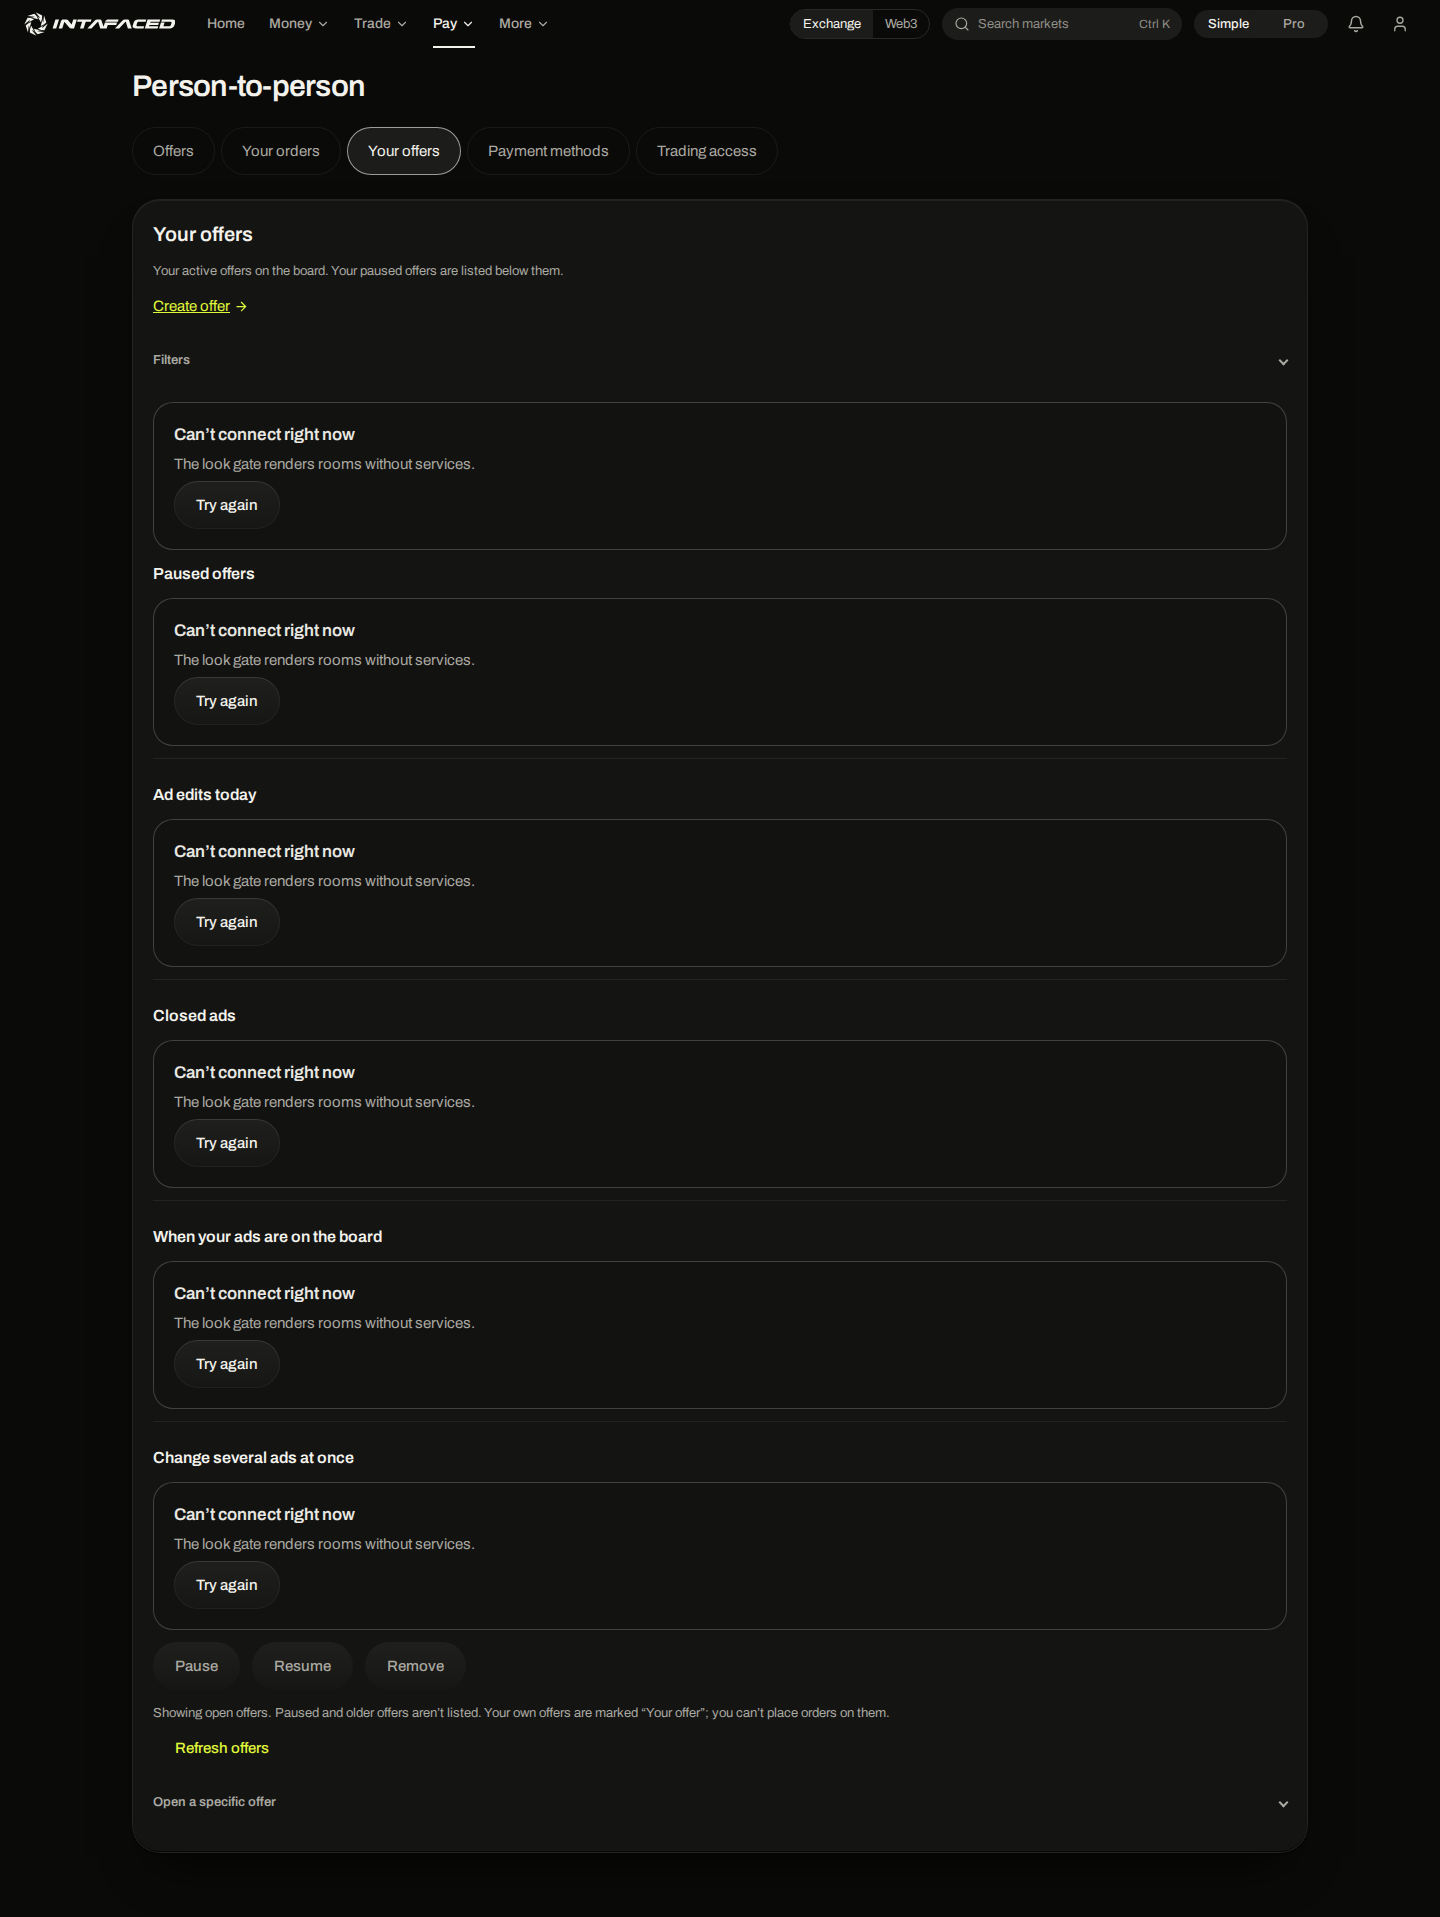 INTAFACED
Home
Money
Trade
Pay
More
Exchange
Web3
Search markets
Ctrl K
Simple
Pro
Person-to-person
Offers
Your orders
Your offers
Payment methods
Trading access
Your offers
Your active offers on the board. Your paused offers are listed below them.
Create offer →
Filters
Can’t connect right now
The look gate renders rooms without services.
Try again
Paused offers
Can’t connect right now
The look gate renders rooms without services.
Try again
Ad edits today
Can’t connect right now
The look gate renders rooms without services.
Try again
Closed ads
Can’t connect right now
The look gate renders rooms without services.
Try again
When your ads are on the board
Can’t connect right now
The look gate renders rooms without services.
Try again
Change several ads at once
Can’t connect right now
The look gate renders rooms without services.
Try again
Pause
Resume
Remove
Showing open offers. Paused and older offers aren’t listed. Your own offers are marked “Your offer”; you can’t place orders on them.
Refresh offers
Open a specific offer